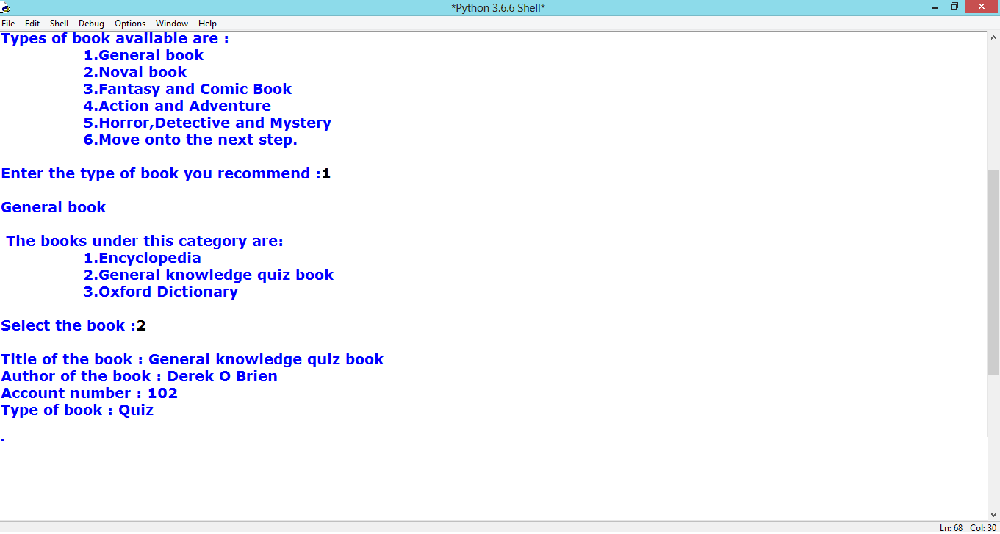 *Python 3.6.6 Shell*
File Edit Shell Debug Options Window Help
Types of book available are :
1.General book
2.Noval book
3.Fantasy and Comic Book
4.Action and Adventure
5.Horror,Detective and Mystery
6.Move onto the next step.
Enter the type of book you recommend :1
General book
The books under this category are:
1.Encyclopedia
2.General knowledge quiz book
3.Oxford Dictionary
Select the book :2
Title of the book : General knowledge quiz book
Author of the book : Derek O Brien
Account number : 102
Type of book : Quiz
.
Ln: 68 Col: 30